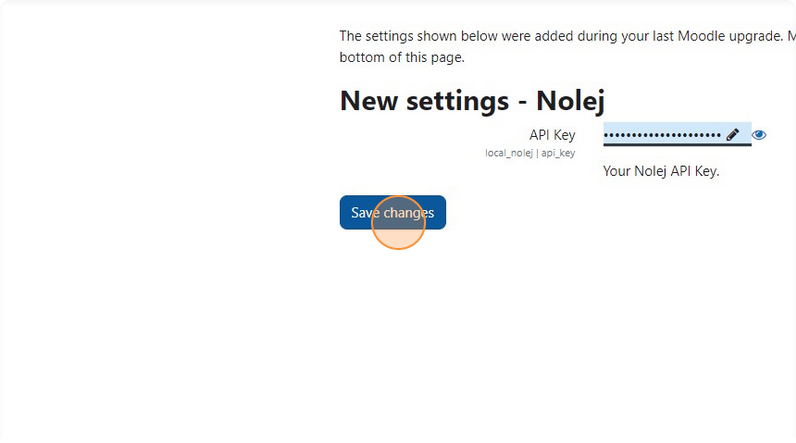 The settings shown below were added during your last Moodle upgrade. M
bottom of this page.
New settings - Nolej
API Key
local_nolej | api_key
•••••••••••••••••••••
Your Nolej API Key.
Save changes